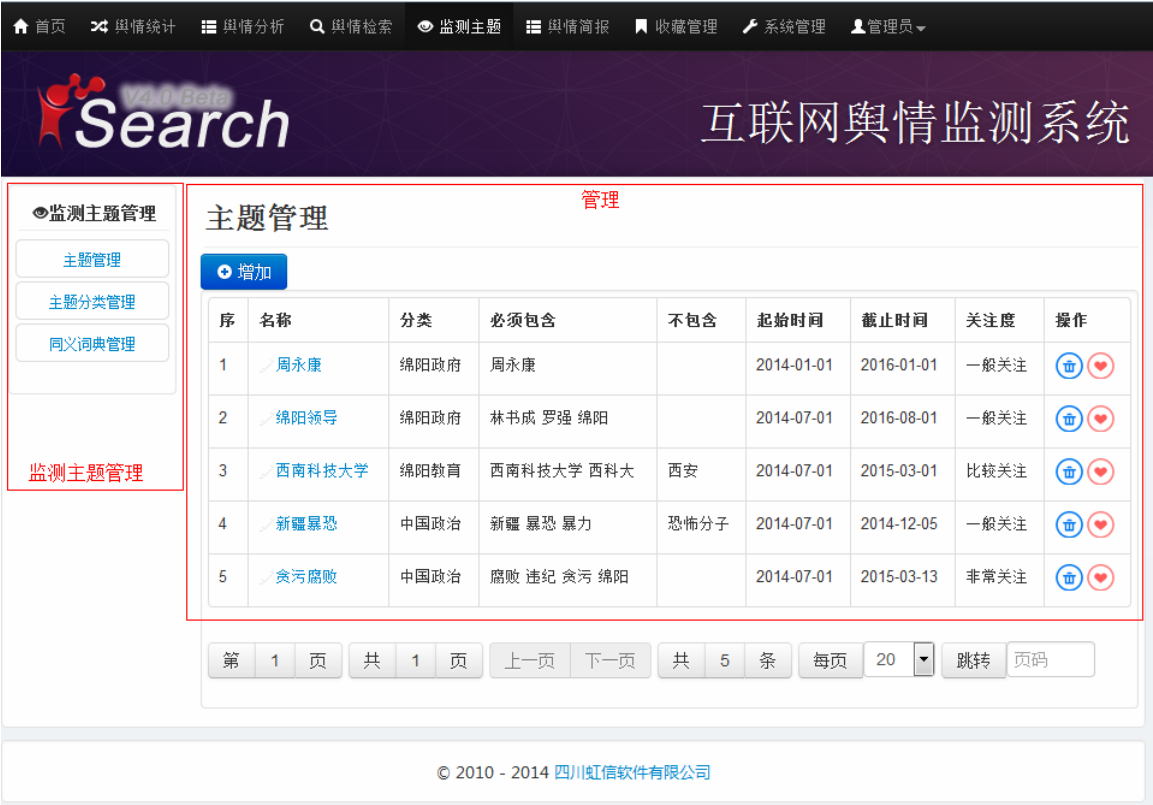 首页 舆情统计 舆情分析 舆情检索 监测主题 舆情简报 收藏管理 系统管理 管理员
V4.0 Beta
Search
互联网舆情监测系统
监测主题管理
主题管理
主题分类管理
同义词典管理
监测主题管理
管理
主题管理
增加
序 名称 分类 必须包含 不包含 起始时间 截止时间 关注度 操作
1 周永康 绵阳政府 周永康 2014-01-01 2016-01-01 一般关注
2 绵阳领导 绵阳政府 林书成 罗强 绵阳 2014-07-01 2016-08-01 一般关注
3 西南科技大学 绵阳教育 西南科技大学 西科大 西安 2014-07-01 2015-03-01 比较关注
4 新疆暴恐 中国政治 新疆 暴恐 暴力 恐怖分子 2014-07-01 2014-12-05 一般关注
5 贪污腐败 中国政治 腐败 违纪 贪污 绵阳 2014-07-01 2015-03-13 非常关注
第 1 页 共 1 页 上一页 下一页 共 5 条 每页 20 跳转 页码
© 2010 - 2014 四川虹信软件有限公司